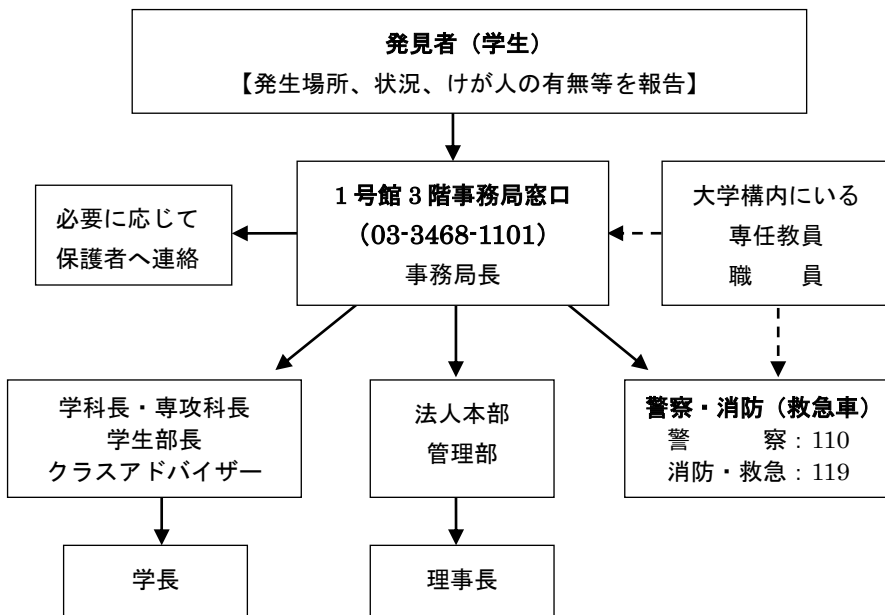 発見者（学生）
【発生場所、状況、けが人の有無等を報告】
必要に応じて
保護者へ連絡
1号館3階事務局窓口
（03-3468-1101）
事務局長
大学構内にいる
専任教員
職　　員
学科長・専攻科長
学生部長
クラスアドバイザー
法人本部
管理部
警察・消防（救急車）
警　　　察：110
消防・救急：119
学長
理事長